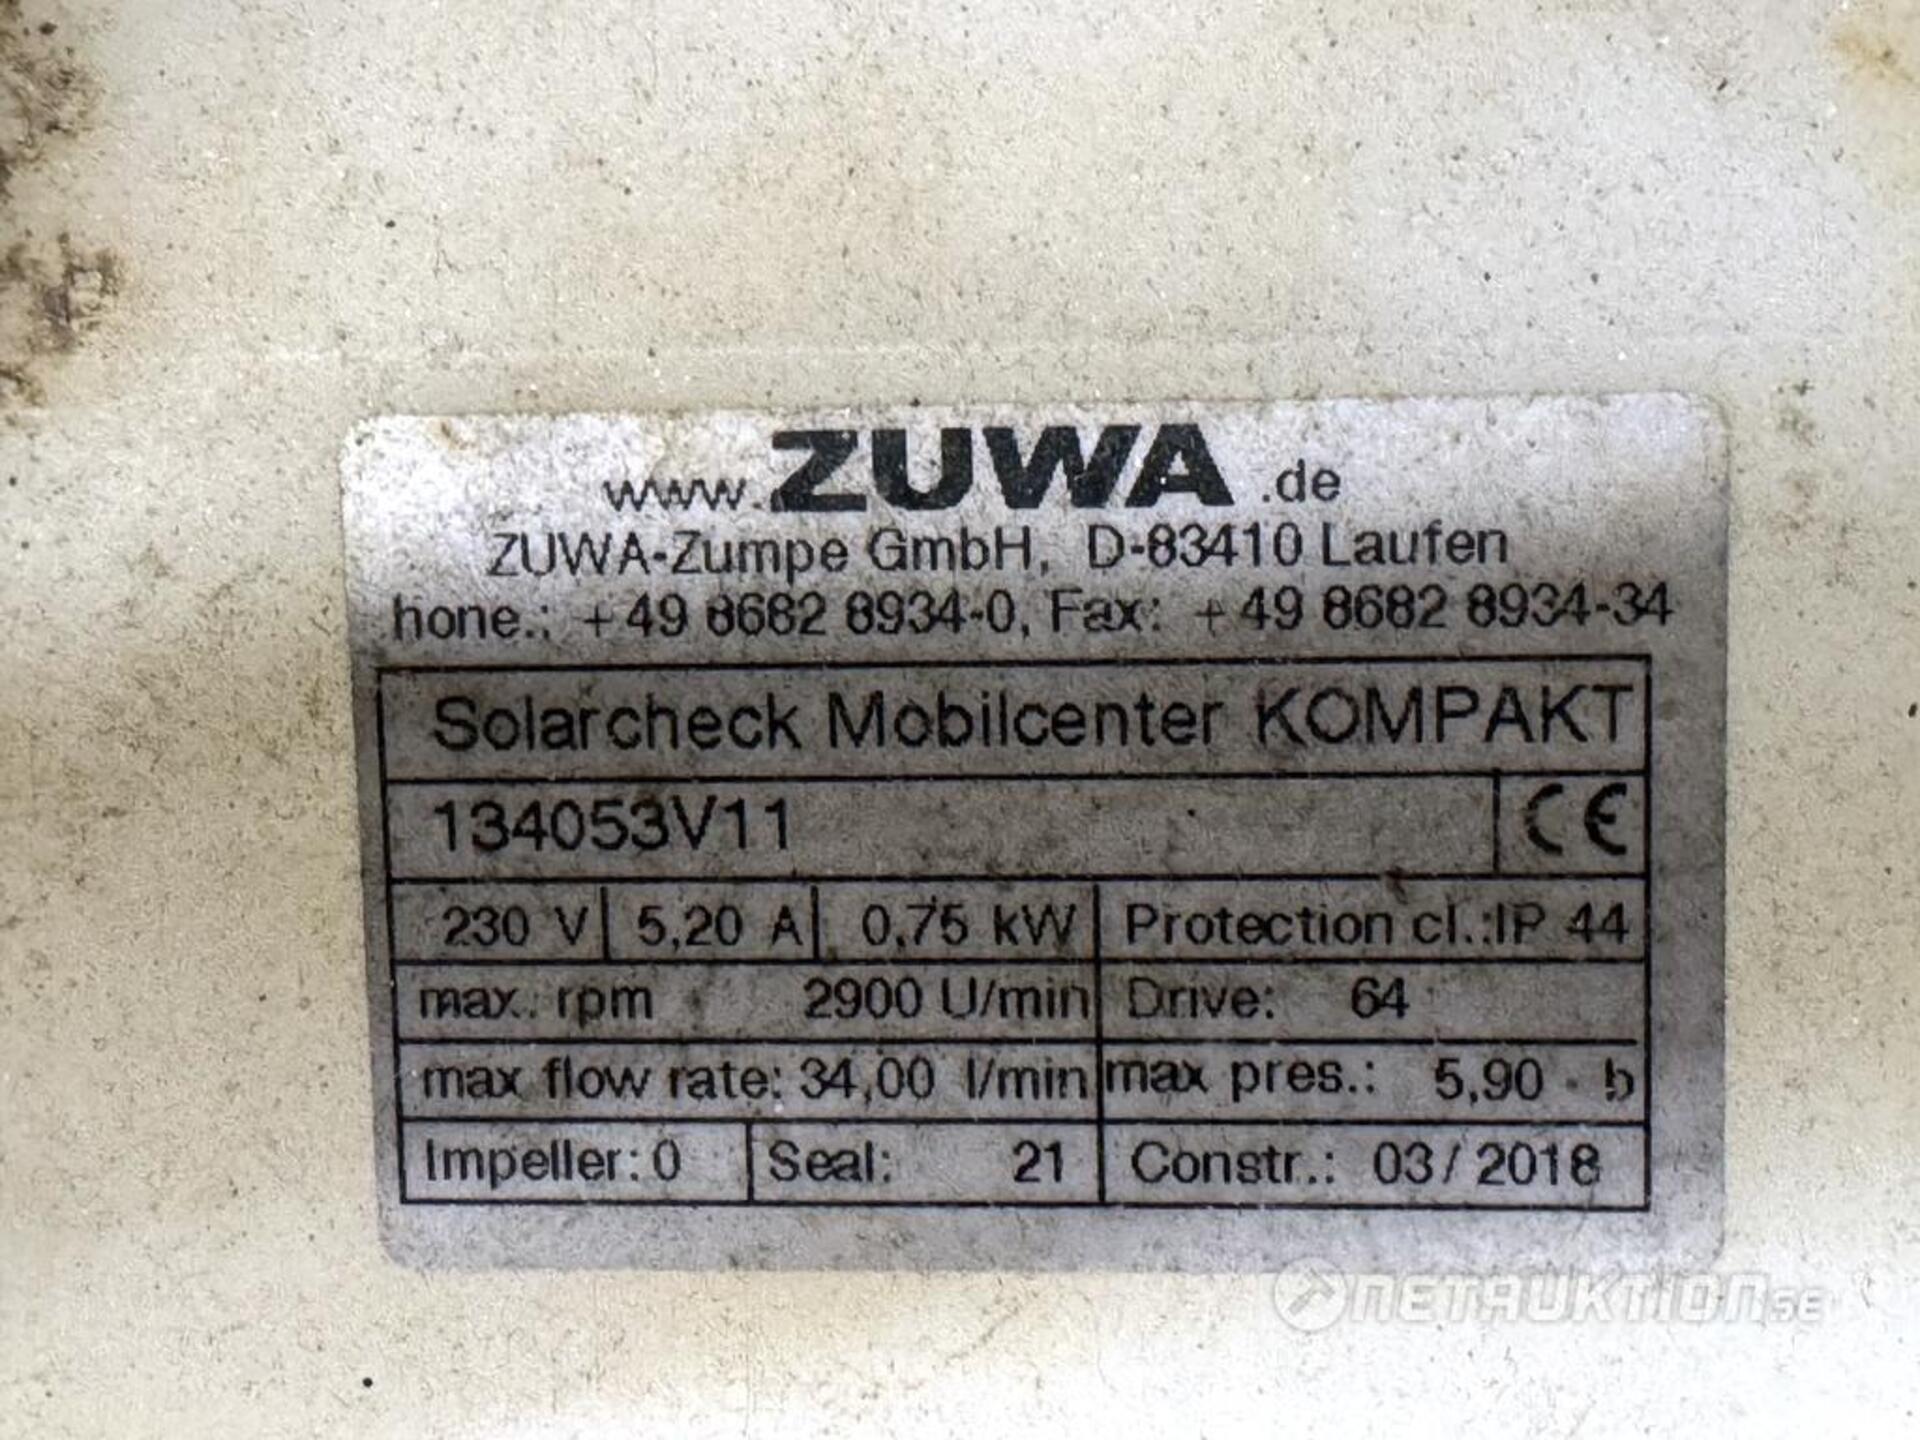 www.ZUWA.de
ZUWA-Zumpe GmbH, D-83410 Laufen
hone.: +49 8682 8934-0, Fax: +49 8682 8934-34
Solarcheck Mobilcenter KOMPAKT
134053V11 CE
230 V 5,20 A 0,75 kW Protection cl.:IP 44
max. rpm 2900 U/min Drive: 64
max flow rate: 34,00 l/min max pres.: 5,90 b
Impeller: 0 Seal: 21 Constr.: 03/2018
NETAUKTION.SE